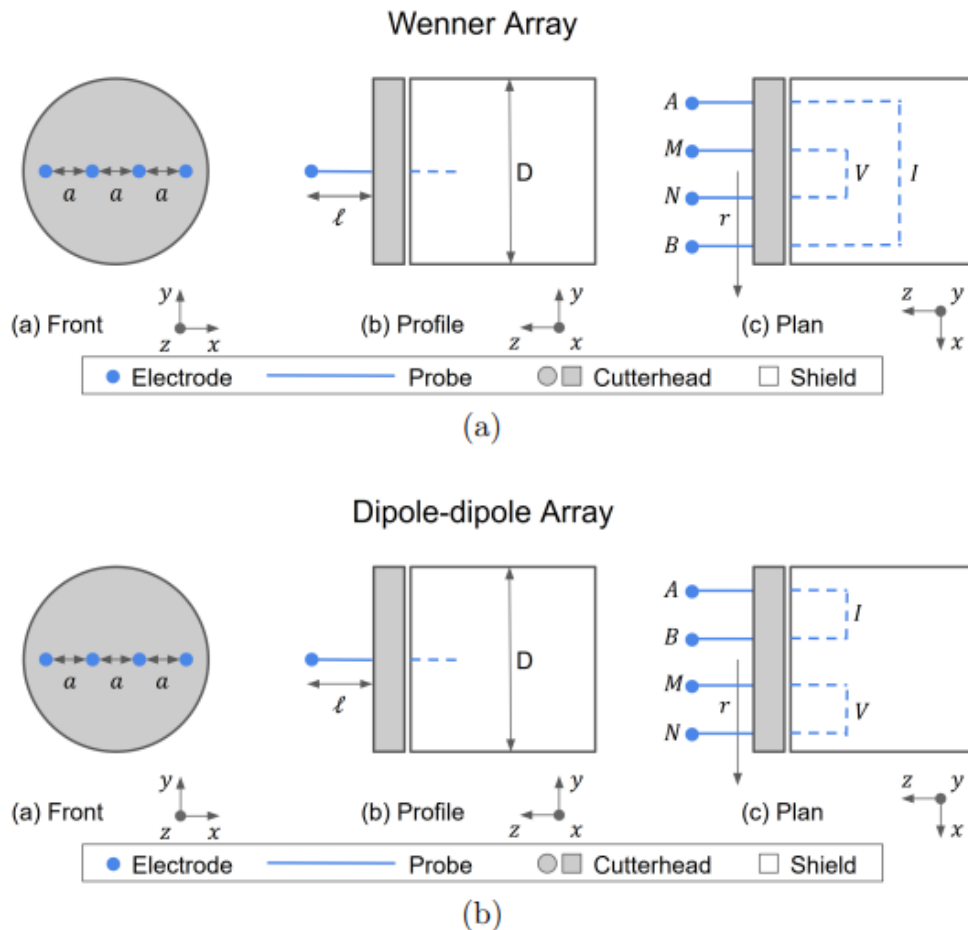 Wenner Array
a a a
ℓ
D
A
M
N
B
r
V
I
y
z x
y
z x
z y
x
(a) Front
(b) Profile
(c) Plan
Electrode Probe Cutterhead Shield
(a)
Dipole-dipole Array
a a a
ℓ
D
A
B
M
N
r
I
V
y
z x
y
z x
z y
x
(a) Front
(b) Profile
(c) Plan
Electrode Probe Cutterhead Shield
(b)